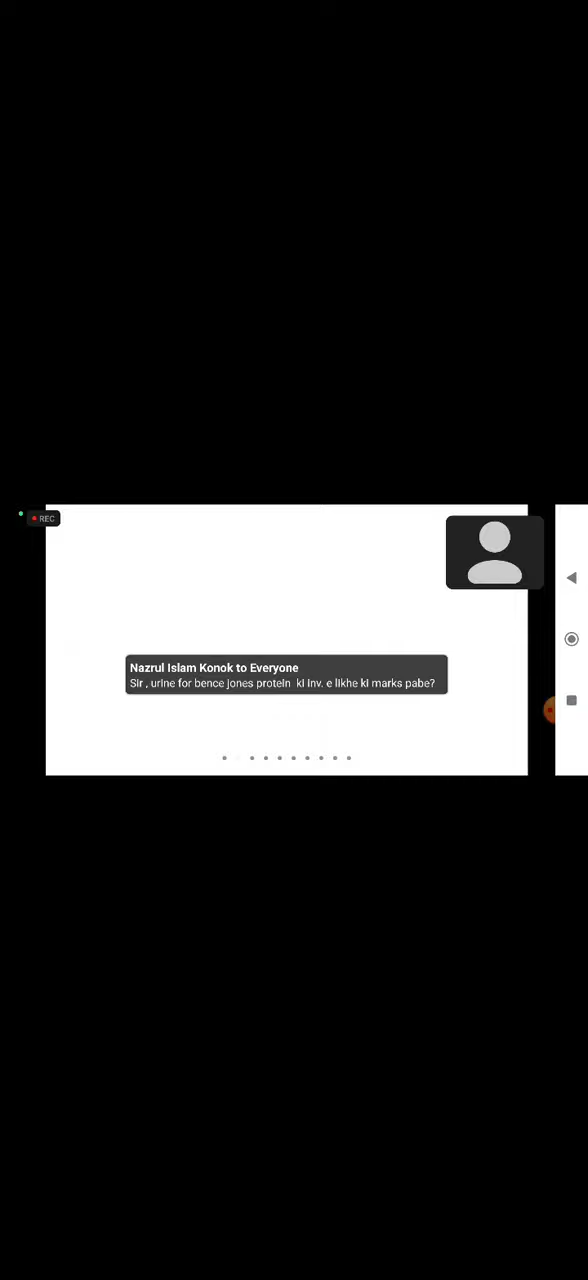 REC
Nazrul Islam Konok to Everyone
Sir , urine for bence jones protein  ki inv. e likhe ki marks pabe?